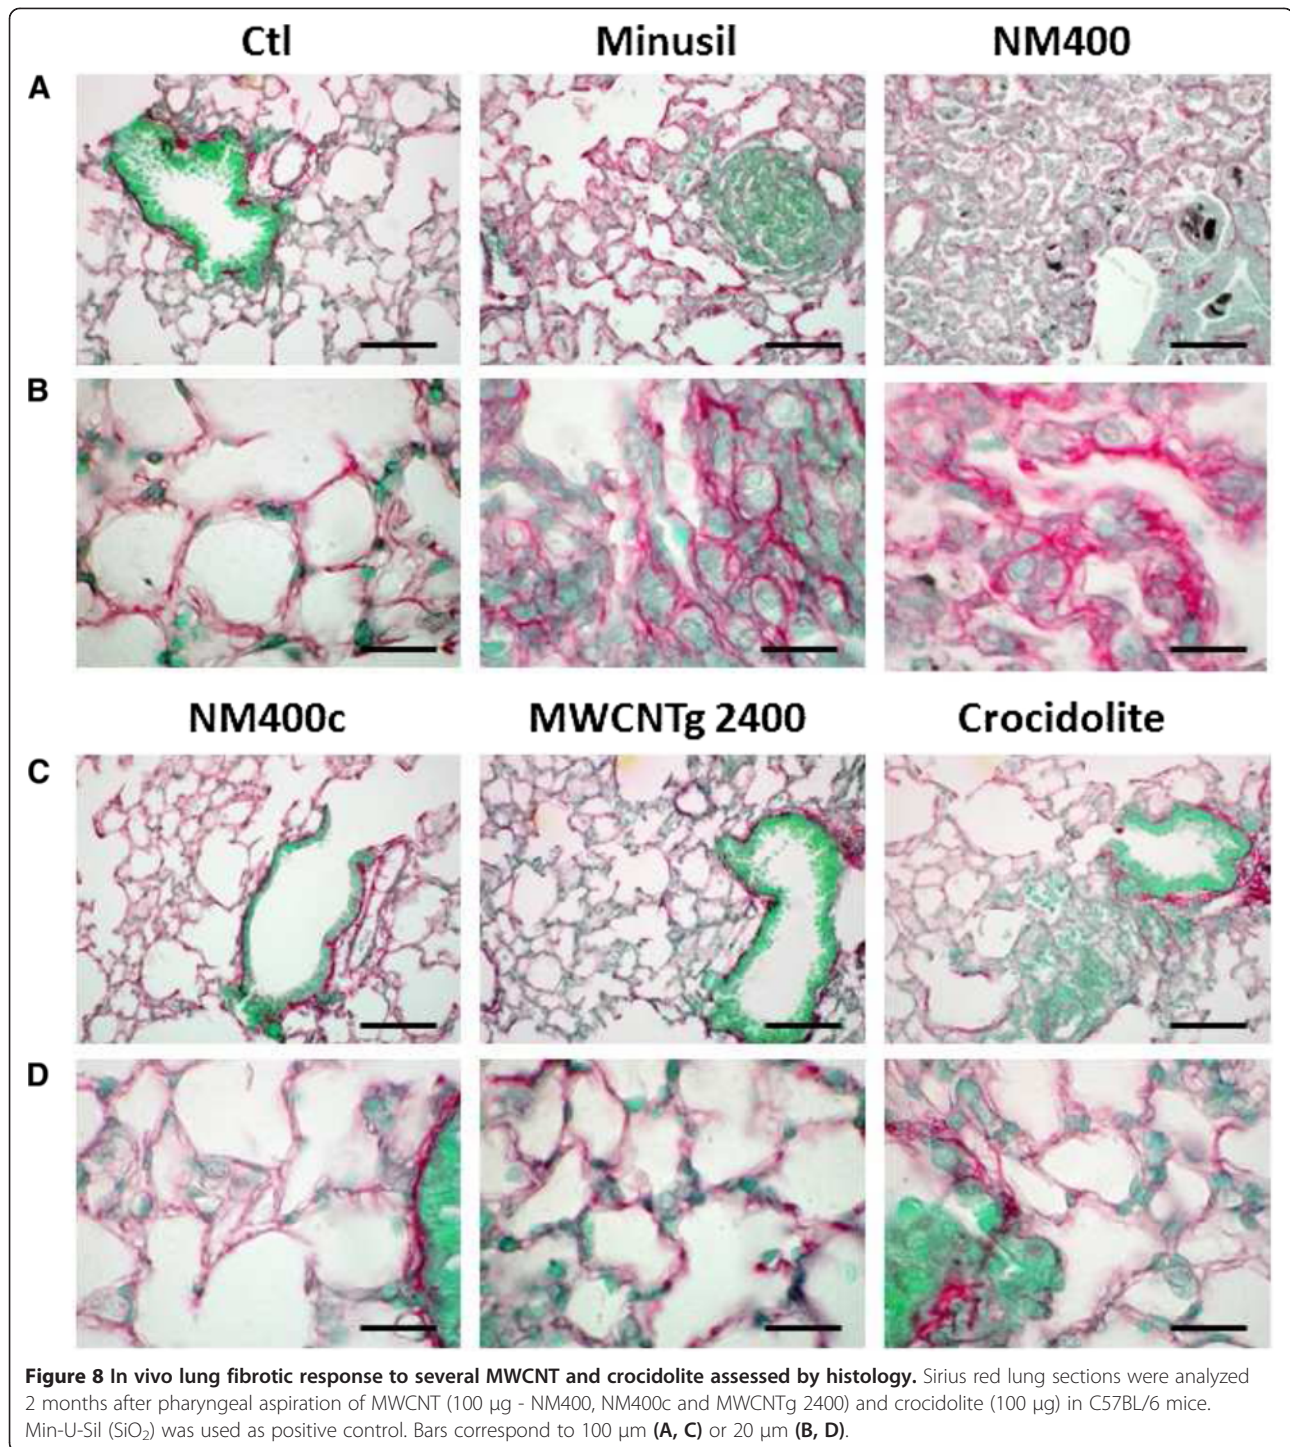 Ctl Minusil NM400
A
B
NM400c MWCNTg 2400 Crocidolite
C
D
Figure 8 In vivo lung fibrotic response to several MWCNT and crocidolite assessed by histology. Sirius red lung sections were analyzed
2 months after pharyngeal aspiration of MWCNT (100 μg - NM400, NM400c and MWCNTg 2400) and crocidolite (100 μg) in C57BL/6 mice.
Min-U-Sil (SiO₂) was used as positive control. Bars correspond to 100 μm (A, C) or 20 μm (B, D).